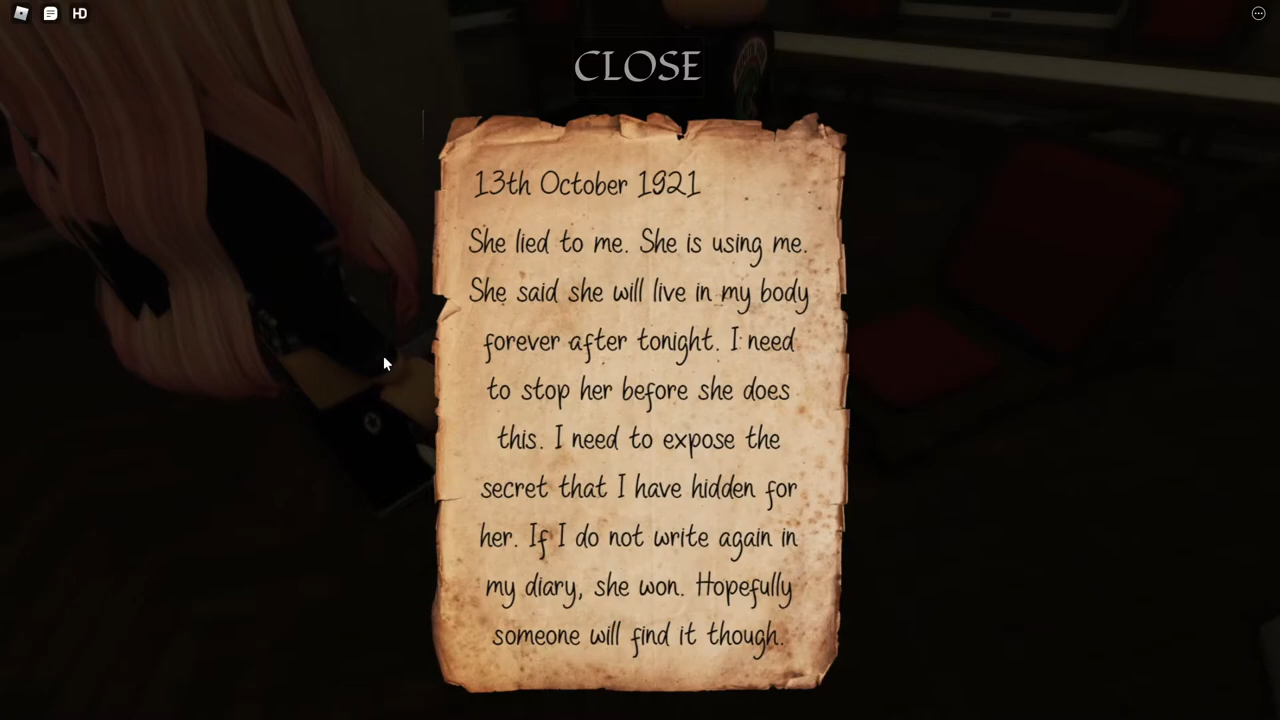 HD
CLOSE
13th October 1921
She lied to me. She is using me.
She said she will live in my body
forever after tonight. I need
to stop her before she does
this. I need to expose the
secret that I have hidden for
her. If I do not write again in
my diary, she won. Hopefully
someone will find it though.